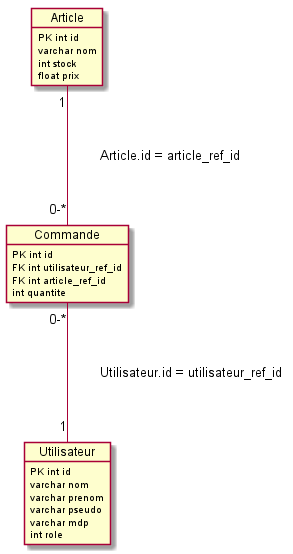 Article
PK int id
varchar nom
int stock
float prix
1
Article.id = article_ref_id
0-*
Commande
PK int id
FK int utilisateur_ref_id
FK int article_ref_id
int quantite
0-*
Utilisateur.id = utilisateur_ref_id
1
Utilisateur
PK int id
varchar nom
varchar prenom
varchar pseudo
varchar mdp
int role